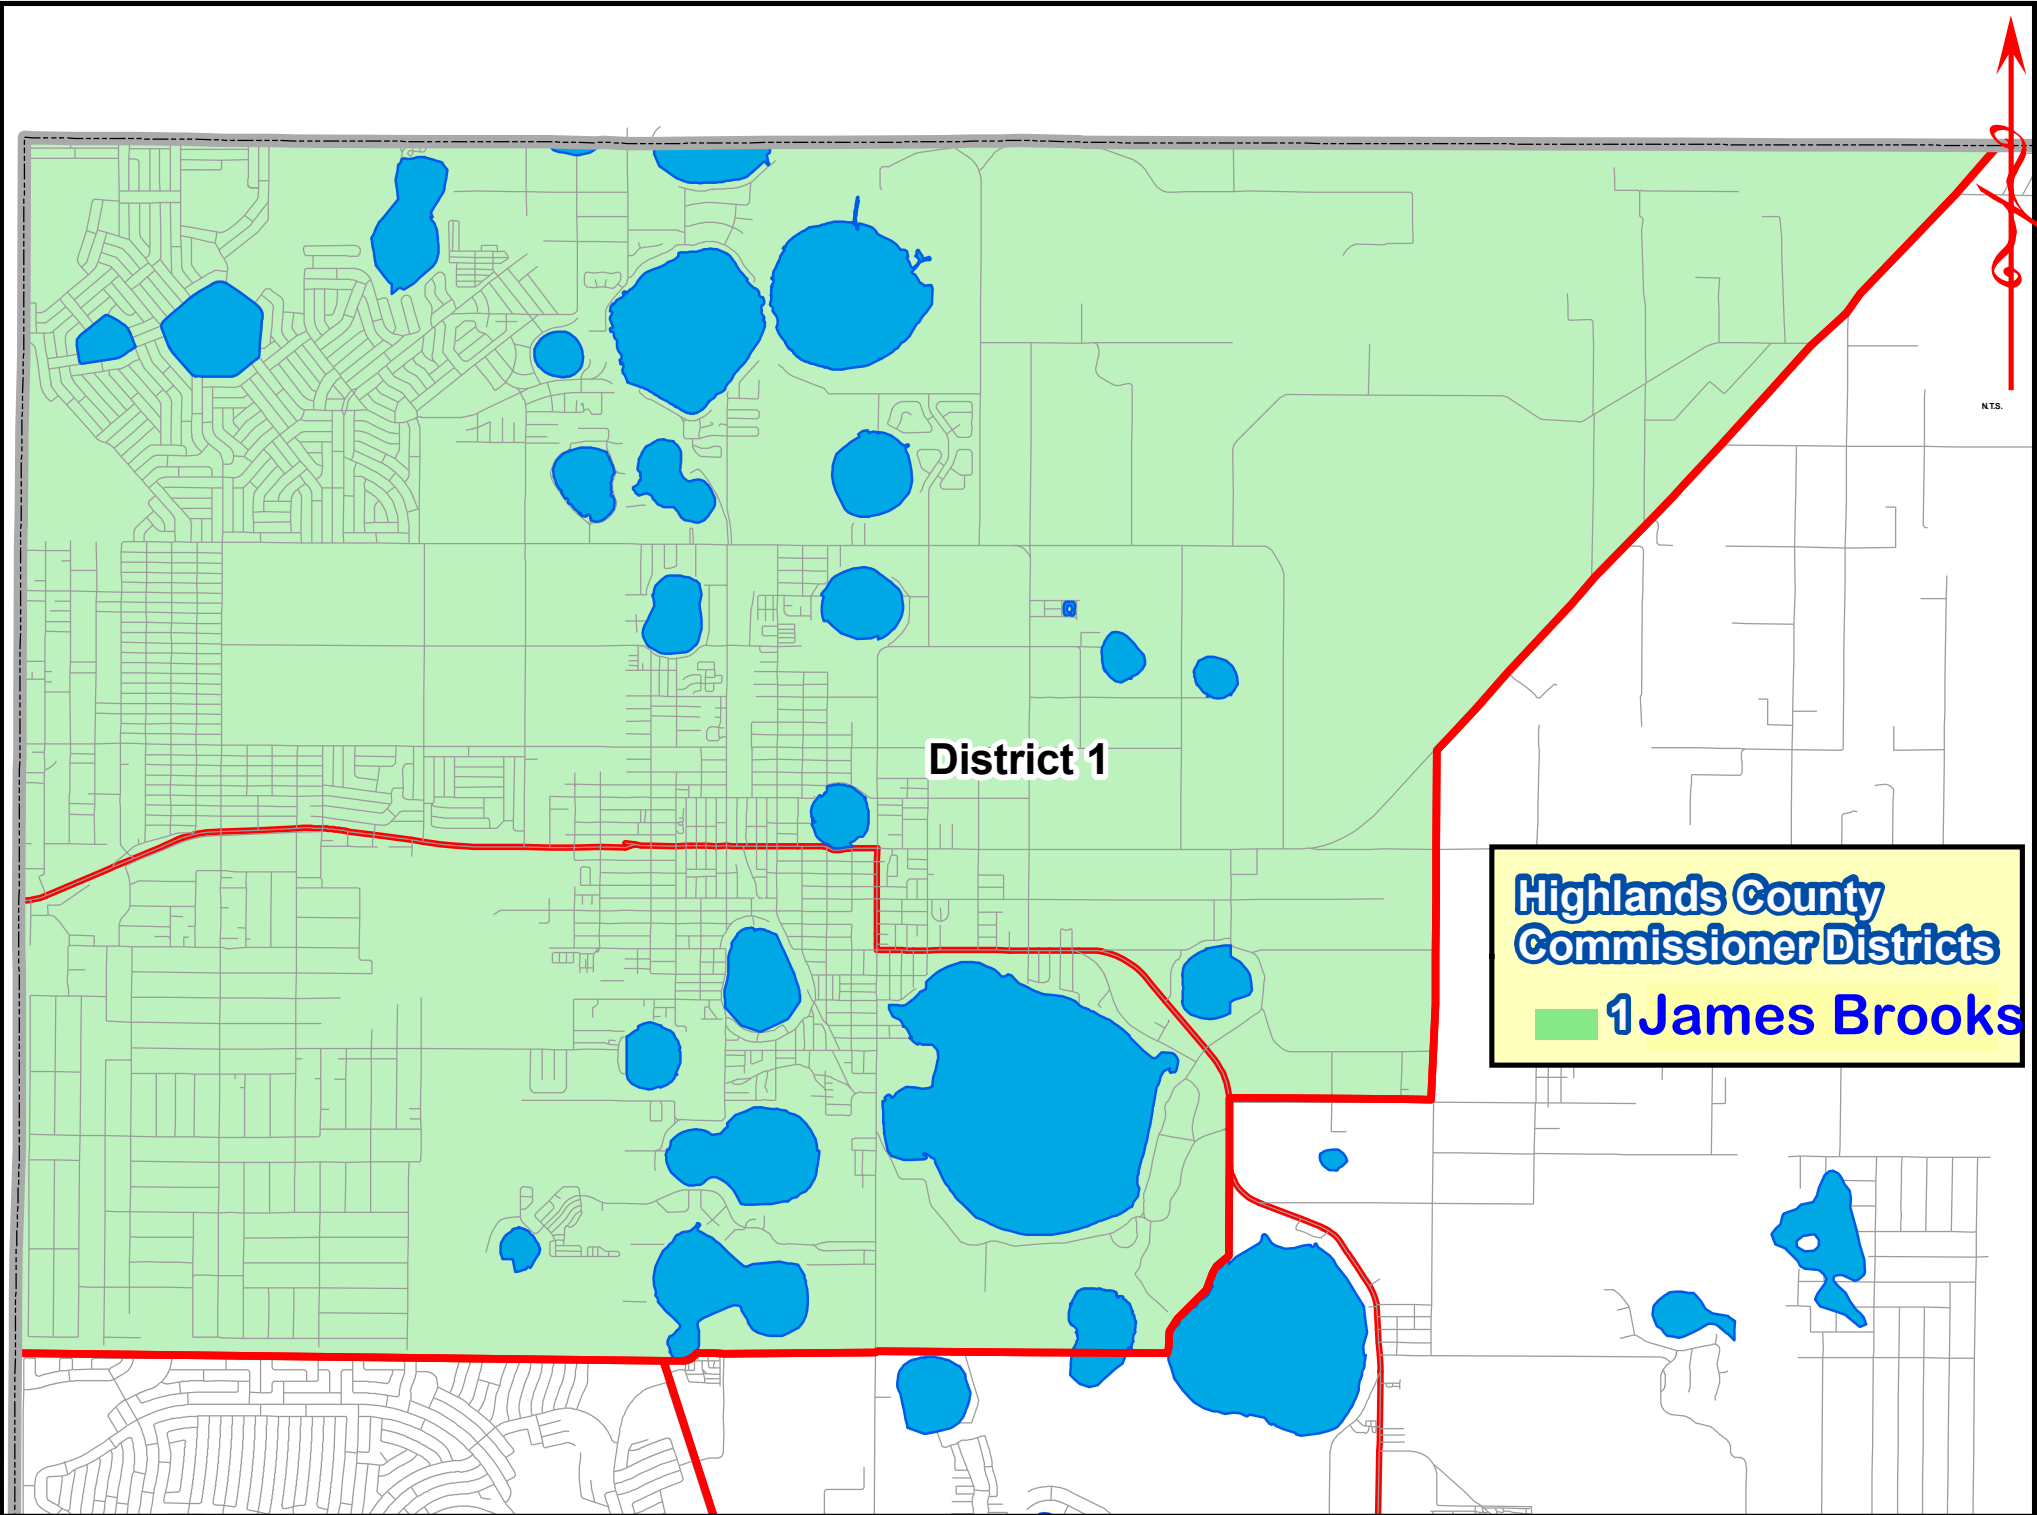 N.T.S.
District 1
Highlands County
Commissioner Districts
1 James Brooks